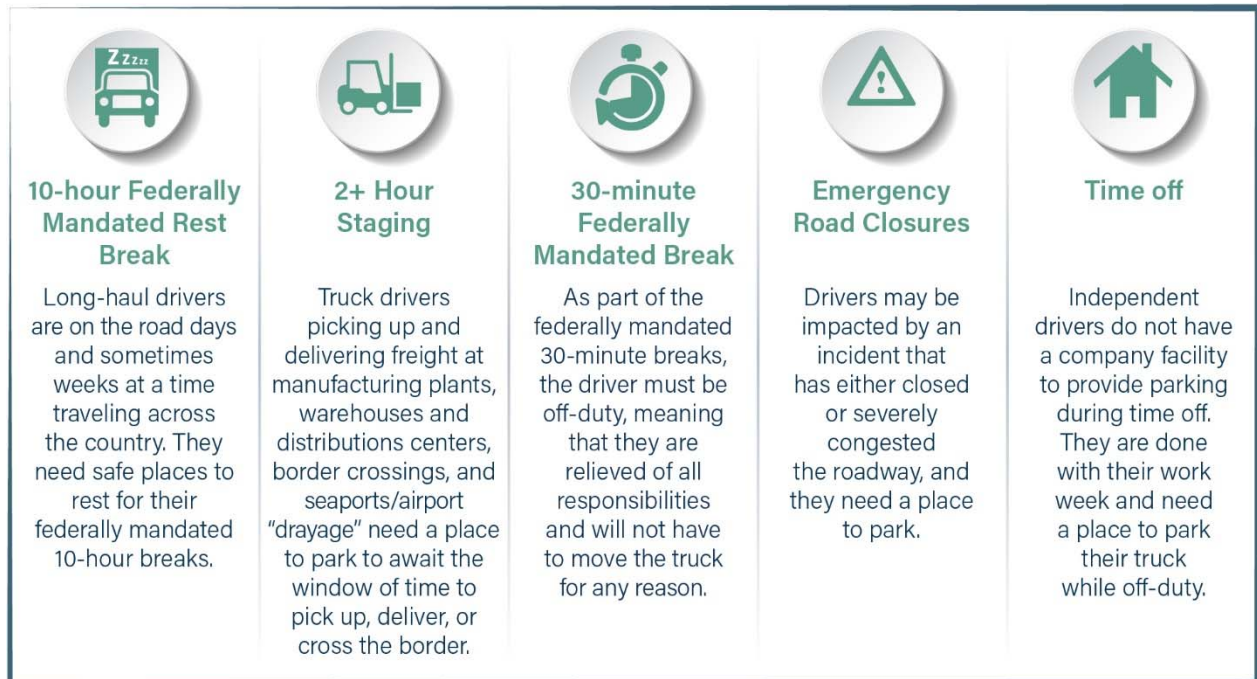 Z Z Z Z Z
10-hour Federally
Mandated Rest
Break
Long-haul drivers
are on the road days
and sometimes
weeks at a time
traveling across
the country. They
need safe places to
rest for their
federally mandated
10-hour breaks.
2+ Hour
Staging
Truck drivers
picking up and
delivering freight at
manufacturing plants,
warehouses and
distributions centers,
border crossings, and
seaports/airport
“drayage” need a place
to park to await the
window of time to
pick up, deliver, or
cross the border.
30-minute
Federally
Mandated Break
As part of the
federally mandated
30-minute breaks,
the driver must be
off-duty, meaning
that they are
relieved of all
responsibilities
and will not have
to move the truck
for any reason.
Emergency
Road Closures
Drivers may be
impacted by an
incident that
has either closed
or severely
congested
the roadway, and
they need a place
to park.
Time off
Independent
drivers do not have
a company facility
to provide parking
during time off.
They are done
with their work
week and need
a place to park
their truck
while off-duty.